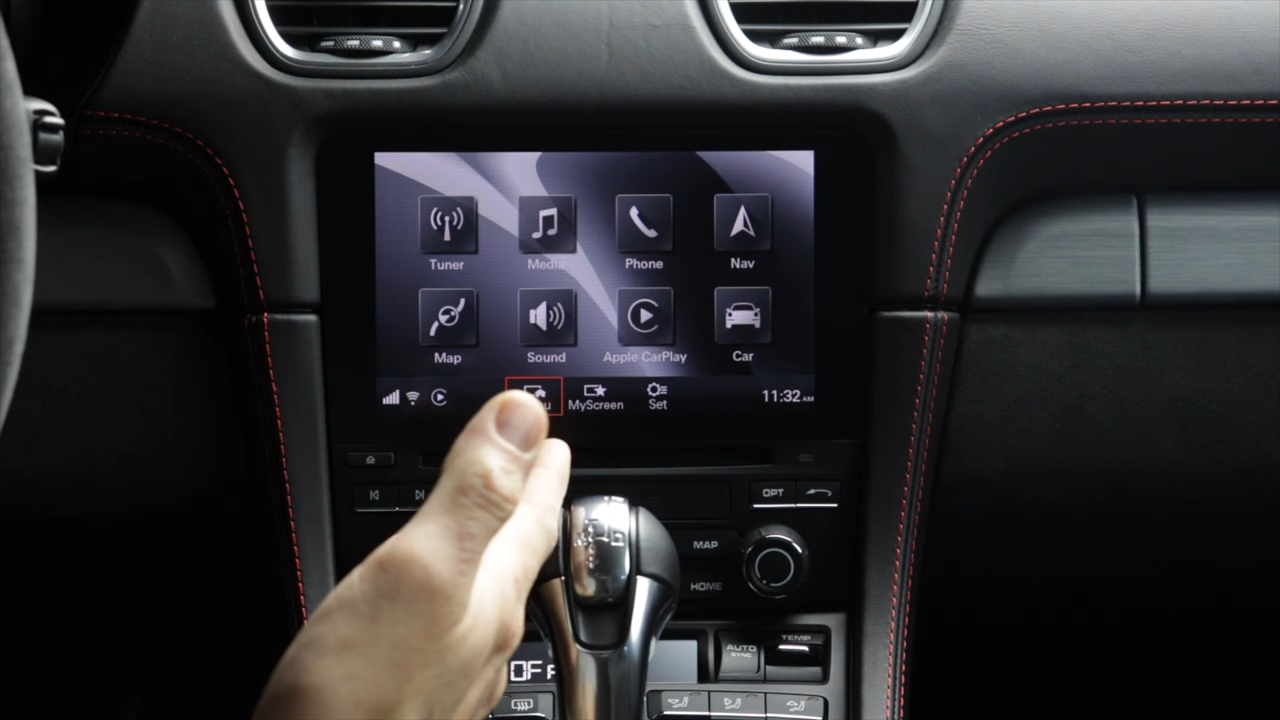 Tuner
Media
Phone
Nav
Map
Sound
Apple CarPlay
Car
MyScreen
Set
11:32 AM
OPT
MAP
HOME
TEMP
AUTO
SYNC